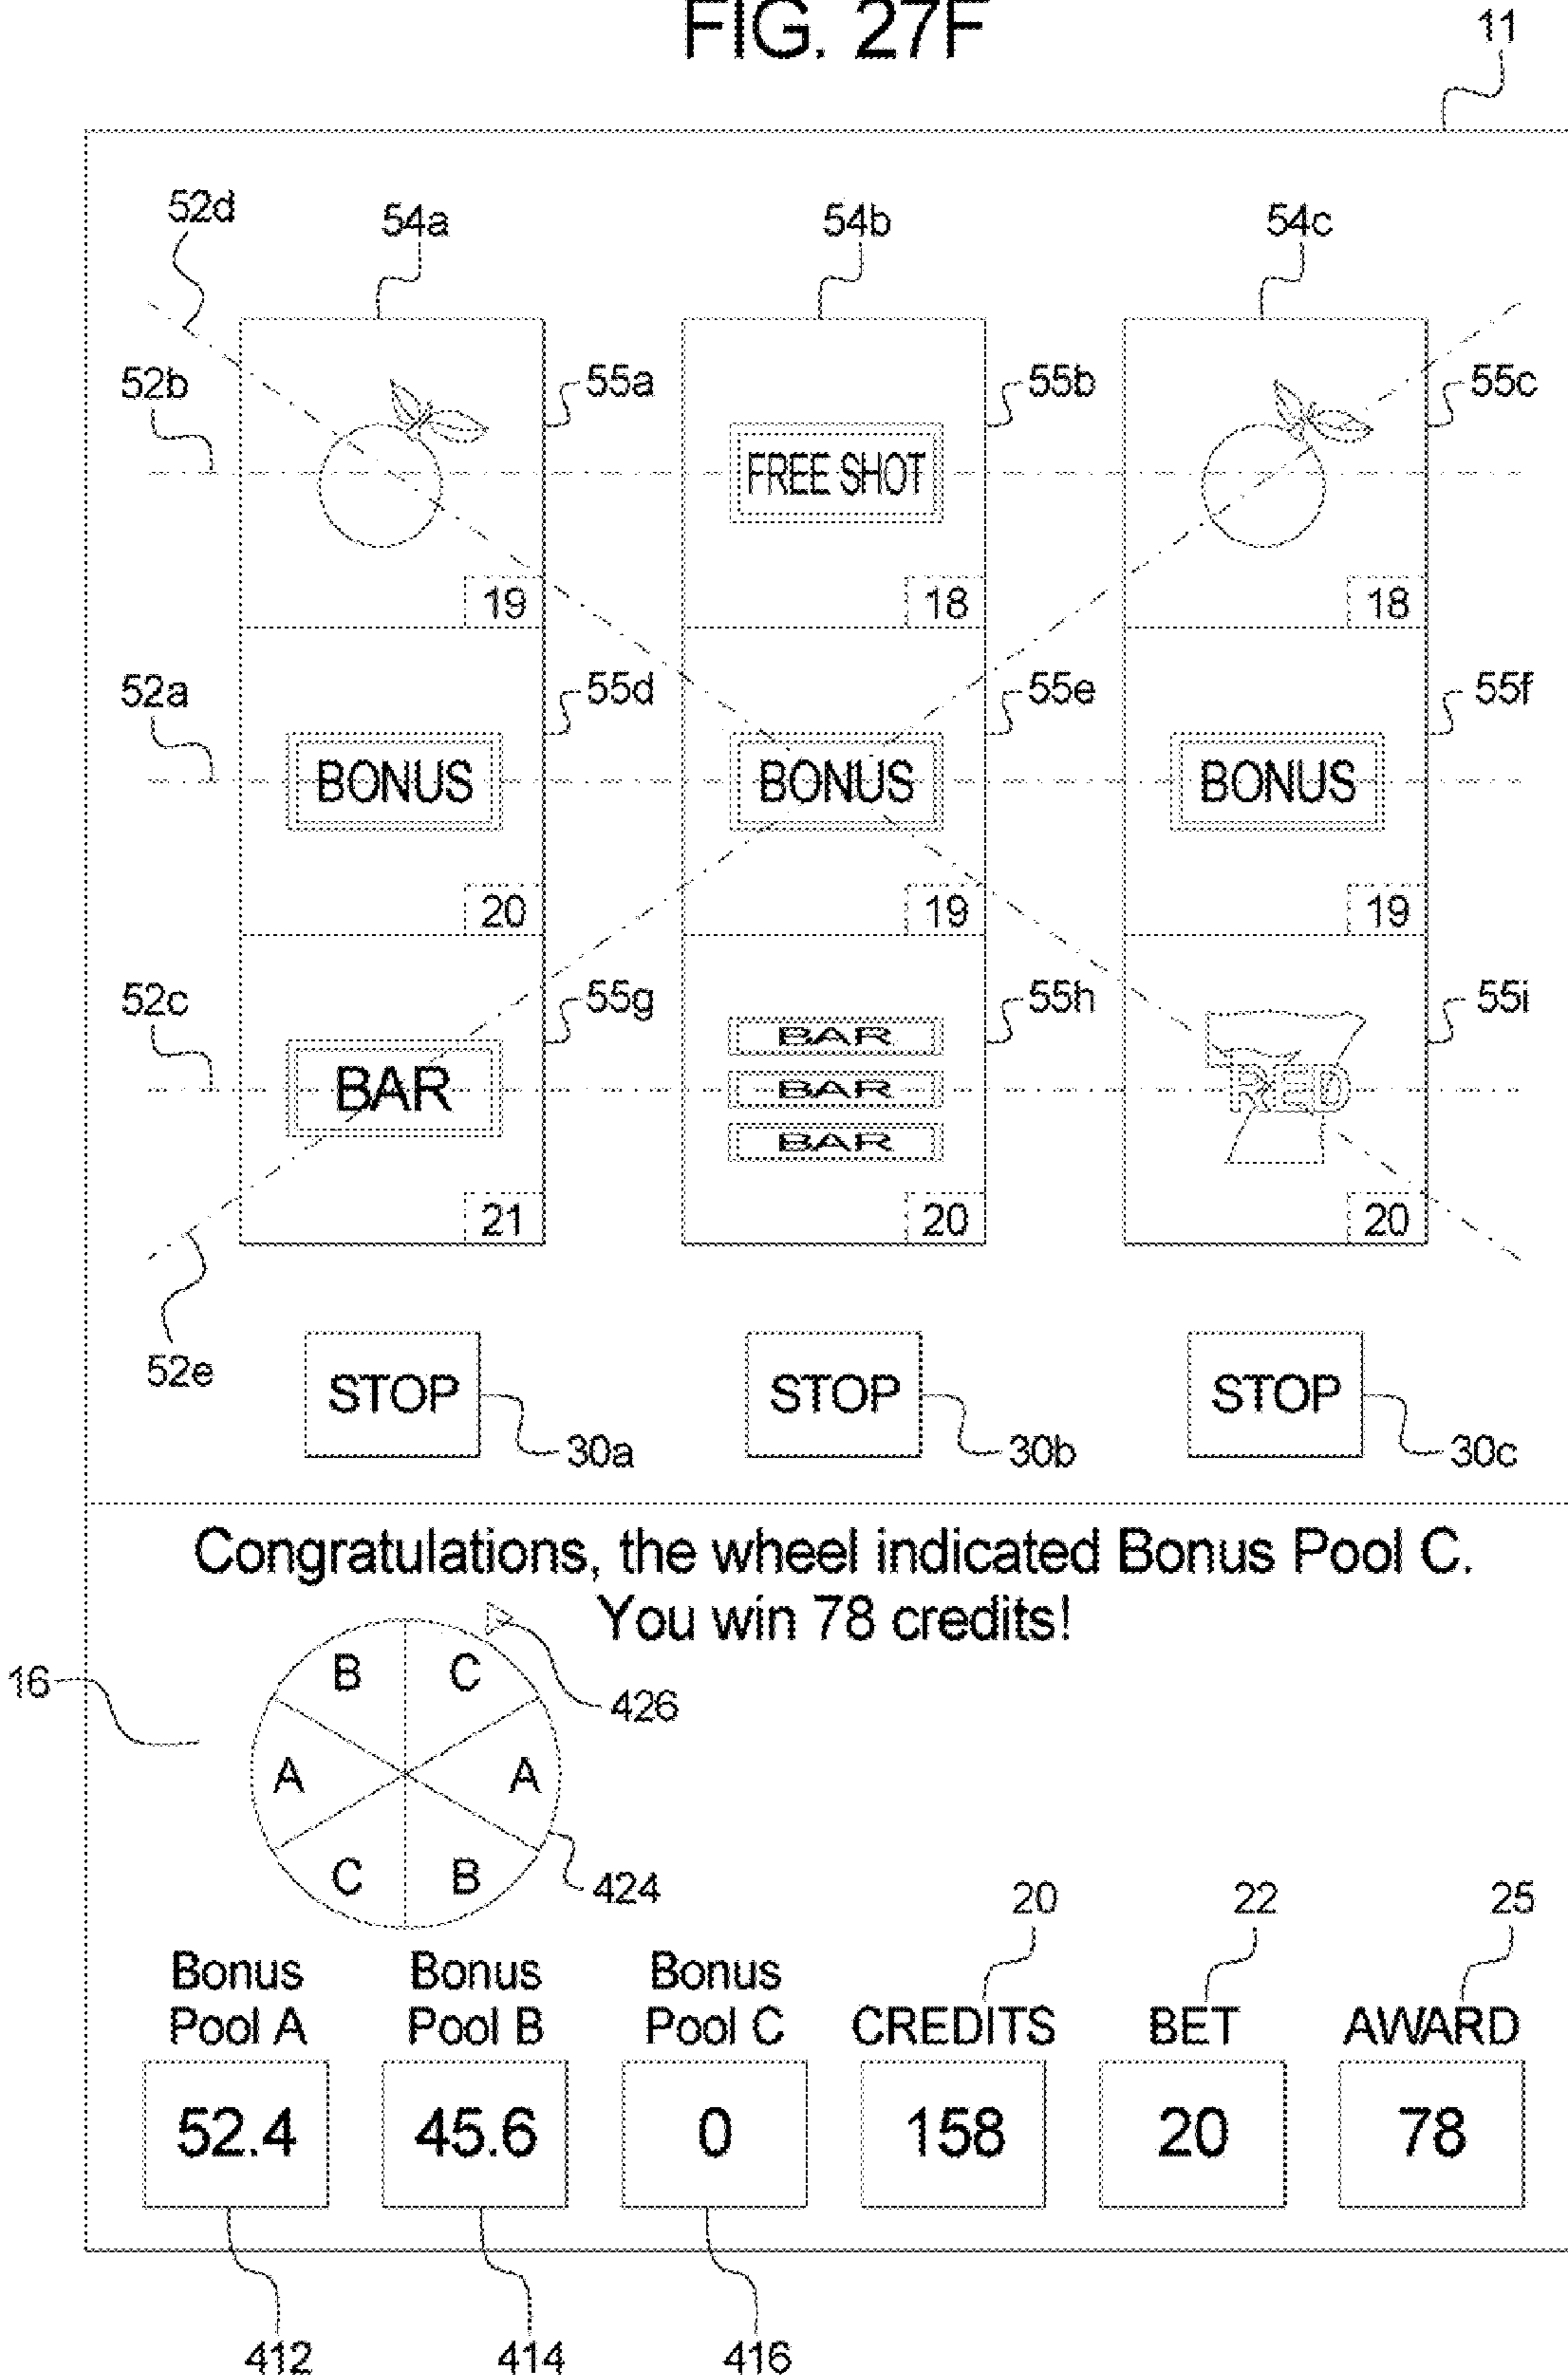 FIG. 27F
11
52d 54a 54b 54c
52b 55a 55b 55c
FREE SHOT
19 18 18
52a 55d 55e 55f
BONUS BONUS BONUS
20 19 19
52c 55g 55h 55i
BAR
BAR BAR RED
BAR
21 20 20
52e
STOP STOP STOP
30a 30b 30c
Congratulations, the wheel indicated Bonus Pool C.
You win 78 credits!
B C
16 426
A A
C B
424 20 22 25
Bonus Bonus Bonus
Pool A Pool B Pool C CREDITS BET AWARD
52.4 45.6 0 158 20 78
412 414 416